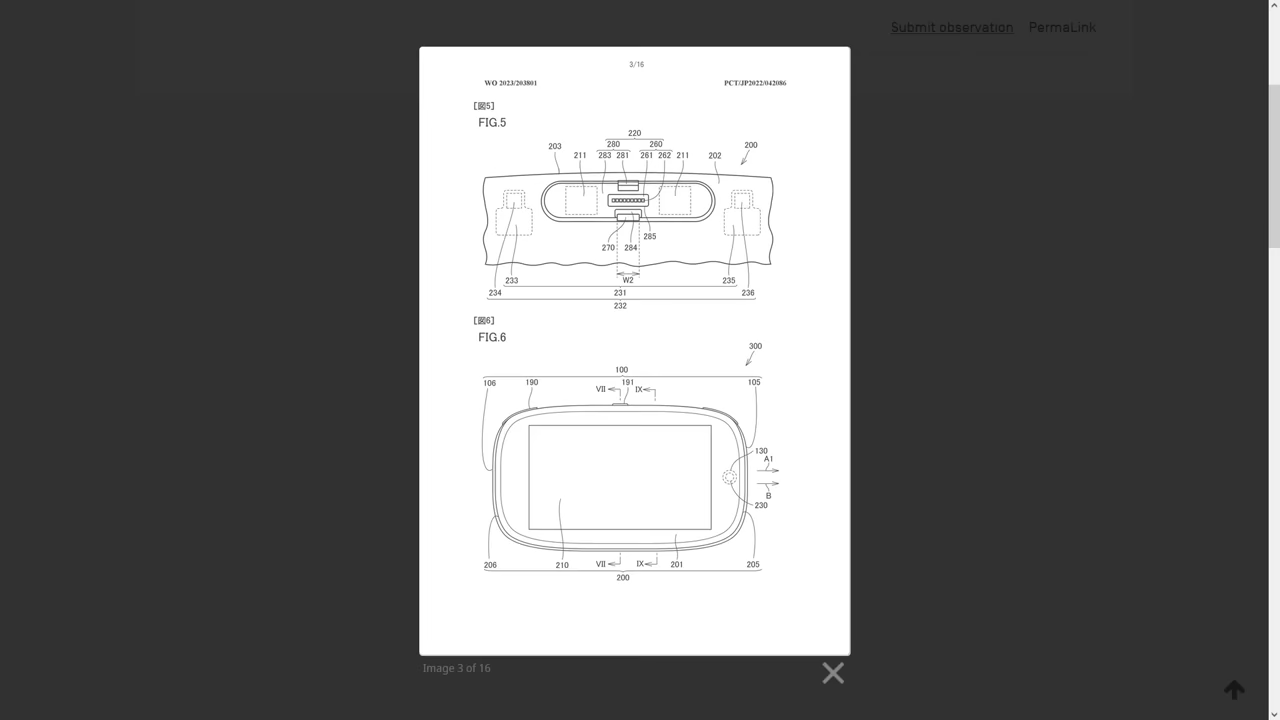 Submit observation PermaLink
3/16
WO 2023/203801 PCT/JP2022/042086
[図5]
FIG.5
220
203 280 260 200
211 283 281 261 262 211 202
285
270 284
233 W2 235
234 231 236
232
[図6]
FIG.6
300
100
106 190 VII 191 IX 105
130
A1
B
230
206 210 VII IX 201 205
200
Image 3 of 16